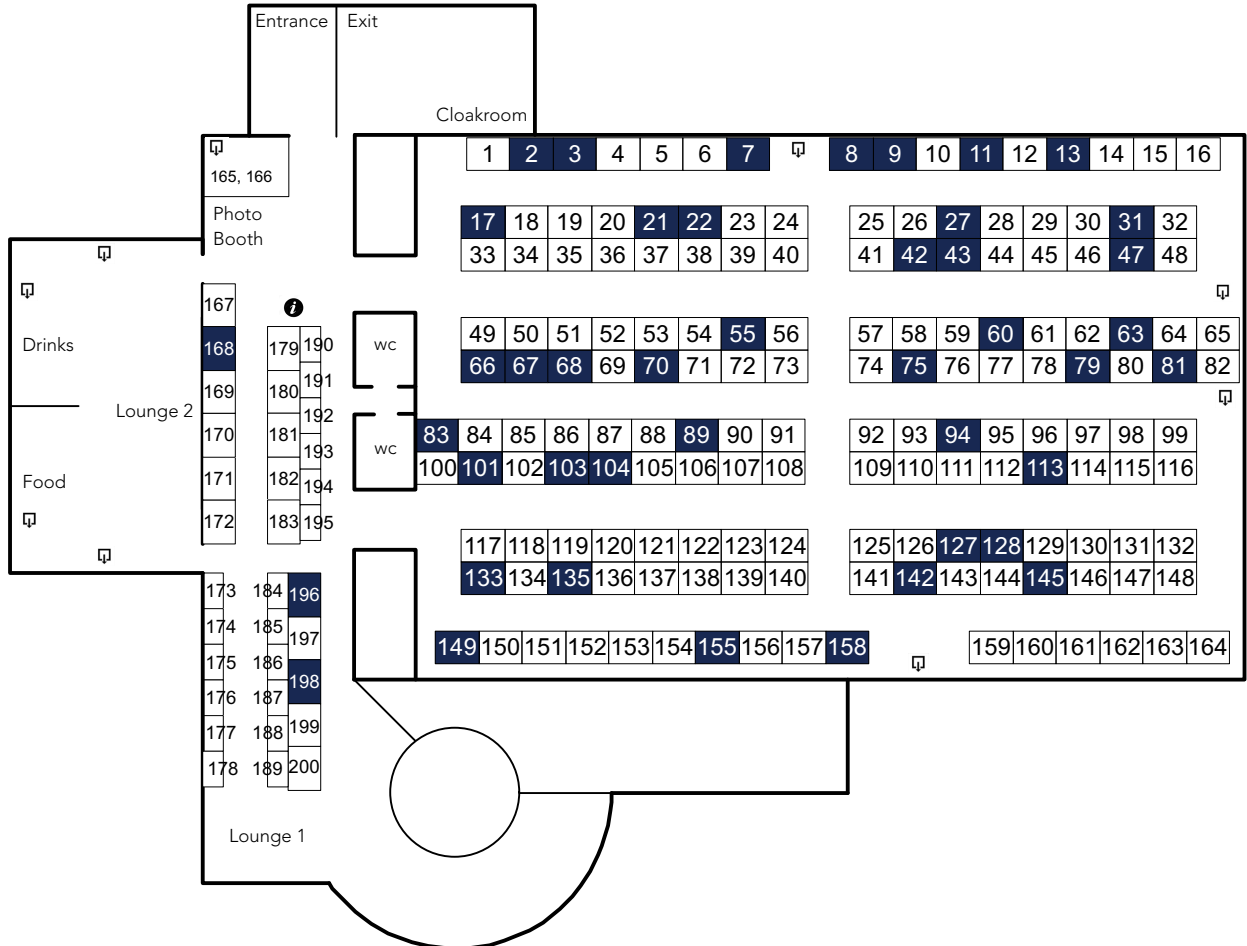 Entrance Exit
Cloakroom
1 2 3 4 5 6 7 8 9 10 11 12 13 14 15 16
165, 166
Photo
Booth
17 18 19 20 21 22 23 24 25 26 27 28 29 30 31 32
33 34 35 36 37 38 39 40 41 42 43 44 45 46 47 48
167
i
49 50 51 52 53 54 55 56 57 58 59 60 61 62 63 64 65
Drinks 168 179 190 wc
66 67 68 69 70 71 72 73 74 75 76 77 78 79 80 81 82
191
169 180
Lounge 2 192
170 181 83 84 85 86 87 88 89 90 91 92 93 94 95 96 97 98 99
193 wc
100 101 102 103 104 105 106 107 108 109 110 111 112 113 114 115 116
Food 171 182 194
172 183 195
117 118 119 120 121 122 123 124 125 126 127 128 129 130 131 132
133 134 135 136 137 138 139 140 141 142 143 144 145 146 147 148
173 184 196
174 185 197
149 150 151 152 153 154 155 156 157 158 159 160 161 162 163 164
175 186 198
176 187
177 188 199
178 189 200
Lounge 1